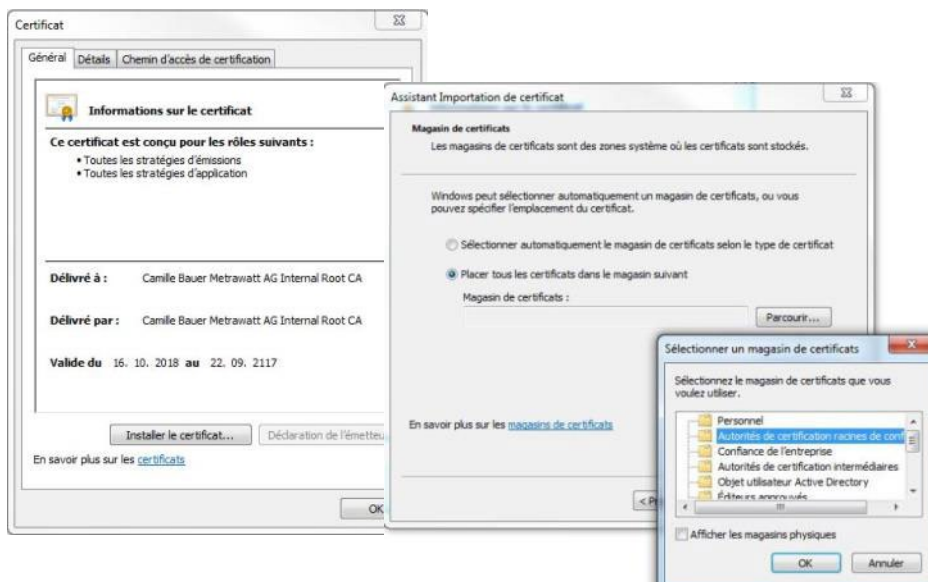 Certificat
Général Détails Chemin d'accès de certification
Informations sur le certificat
Ce certificat est conçu pour les rôles suivants :
• Toutes les stratégies d'émissions
• Toutes les stratégies d'application
Délivré à : Camille Bauer Metrawatt AG Internal Root CA
Délivré par : Camille Bauer Metrawatt AG Internal Root CA
Valide du 16. 10. 2018 au 22. 09. 2117
Installer le certificat... Déclaration de l'émetteu
En savoir plus sur les certificats
OK
Assistant Importation de certificat
Magasin de certificats
Les magasins de certificats sont des zones système où les certificats sont stockés.
Windows peut sélectionner automatiquement un magasin de certificats, ou vous
pouvez spécifier l'emplacement du certificat.
Sélectionner automatiquement le magasin de certificats selon le type de certificat
Placer tous les certificats dans le magasin suivant
Magasin de certificats :
Parcourir...
En savoir plus sur les magasins de certificats
< Pr
Sélectionner un magasin de certificats
Sélectionnez le magasin de certificats que vous
voulez utiliser.
Personnel
Autorités de certification racines de conf
Confiance de l'entreprise
Autorités de certification intermédiaires
Objet utilisateur Active Directory
Éditeurs approuvés
Afficher les magasins physiques
OK Annuler